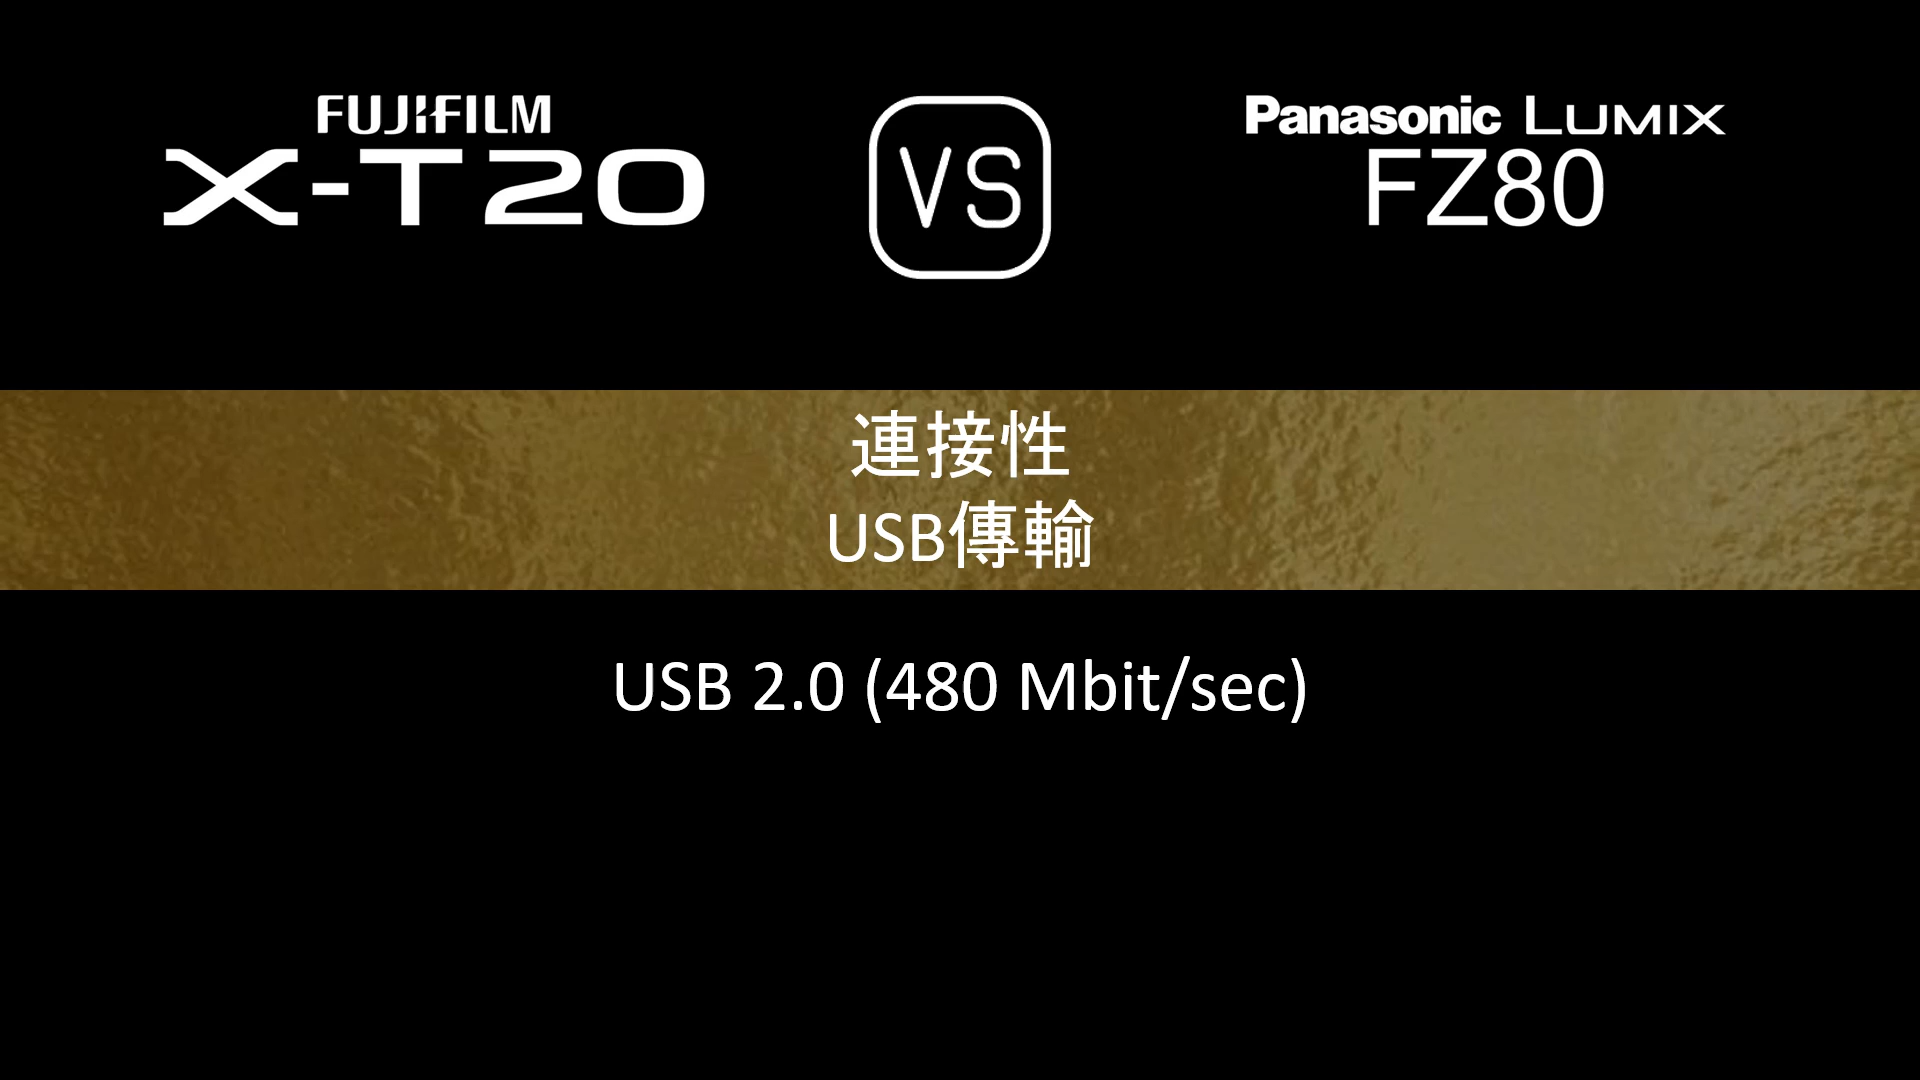 FUJIFILM
X-T20
VS
Panasonic LUMIX
FZ80
連接性
USB傳輸
USB 2.0 (480 Mbit/sec)